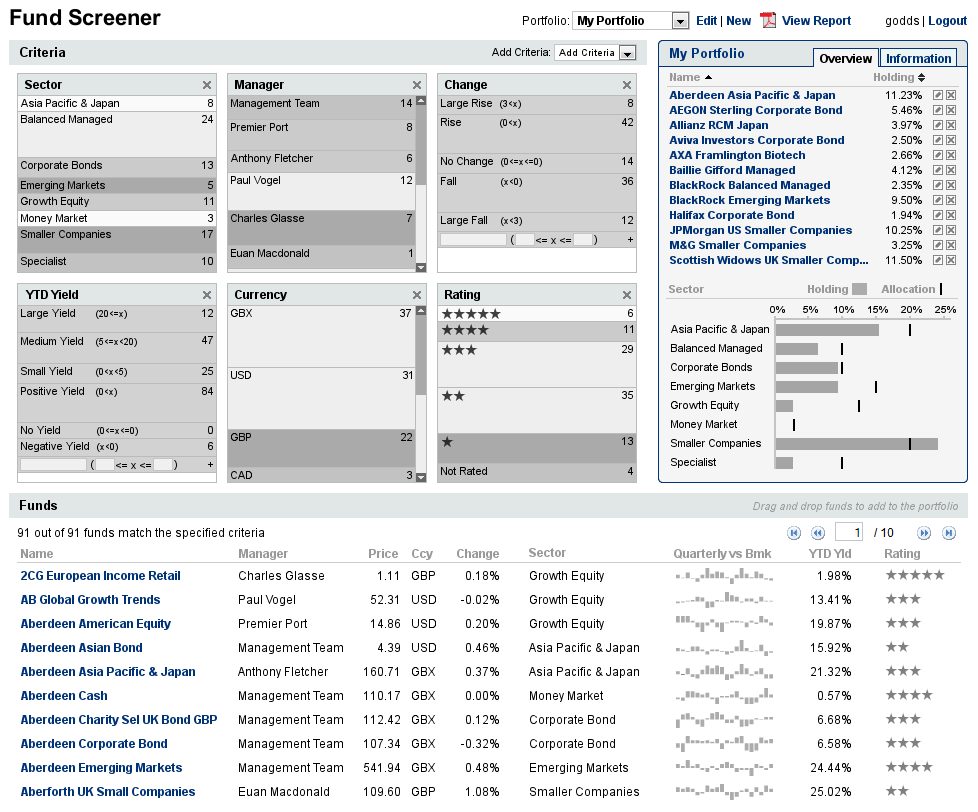 Fund Screener
Portfolio: My Portfolio Edit | New View Report godds | Logout
Criteria
Add Criteria: Add Criteria
Sector
Asia Pacific & Japan 8
Balanced Managed 24
Corporate Bonds 13
Emerging Markets 5
Growth Equity 11
Money Market 3
Smaller Companies 17
Specialist 10
Manager
Management Team 14
Premier Port 8
Anthony Fletcher 6
Paul Vogel 12
Charles Glasse 7
Euan Macdonald 1
Change
Large Rise (3<x) 8
Rise (0<x) 42
No Change (0<=x<=0) 14
Fall (x<0) 36
Large Fall (x<3) 12
( <= x <= ) +
YTD Yield
Large Yield (20<=x) 12
Medium Yield (5<=x<20) 47
Small Yield (0<x<5) 25
Positive Yield (0<x) 84
No Yield (0<=x<=0) 0
Negative Yield (x<0) 6
( <= x <= ) +
Currency
GBX 37
USD 31
GBP 22
CAD 3
Rating
★★★★★ 6
★★★★ 11
★★★ 29
★★ 35
★ 13
Not Rated 4
My Portfolio
Overview
Information
Name Holding
Aberdeen Asia Pacific & Japan 11.23%
AEGON Sterling Corporate Bond 5.46%
Allianz RCM Japan 3.97%
Aviva Investors Corporate Bond 2.50%
AXA Framlington Biotech 2.66%
Baillie Gifford Managed 4.12%
BlackRock Balanced Managed 2.35%
BlackRock Emerging Markets 9.50%
Halifax Corporate Bond 1.94%
JPMorgan US Smaller Companies 10.25%
M&G Smaller Companies 3.25%
Scottish Widows UK Smaller Comp... 11.50%
Sector Holding Allocation
0% 5% 10% 15% 20% 25%
Asia Pacific & Japan
Balanced Managed
Corporate Bonds
Emerging Markets
Growth Equity
Money Market
Smaller Companies
Specialist
Funds
Drag and drop funds to add to the portfolio
91 out of 91 funds match the specified criteria
1 / 10
Name Manager Price Ccy Change Sector Quarterly vs Bmk YTD Yld Rating
2CG European Income Retail Charles Glasse 1.11 GBP 0.18% Growth Equity 1.98% ★★★★★
AB Global Growth Trends Paul Vogel 52.31 USD -0.02% Growth Equity 13.41% ★★★
Aberdeen American Equity Premier Port 14.86 USD 0.20% Growth Equity 19.87% ★★★
Aberdeen Asian Bond Management Team 4.39 USD 0.46% Asia Pacific & Japan 15.92% ★★
Aberdeen Asia Pacific & Japan Anthony Fletcher 160.71 GBX 0.37% Asia Pacific & Japan 21.32% ★★★
Aberdeen Cash Management Team 110.17 GBX 0.00% Money Market 0.57% ★★★★
Aberdeen Charity Sel UK Bond GBP Management Team 112.42 GBX 0.12% Corporate Bond 6.68% ★★★
Aberdeen Corporate Bond Management Team 107.34 GBX -0.32% Corporate Bond 6.58% ★★★
Aberdeen Emerging Markets Management Team 541.94 GBX 0.48% Emerging Markets 24.44% ★★★★
Aberforth UK Small Companies Euan Macdonald 109.60 GBP 1.08% Smaller Companies 25.02% ★★